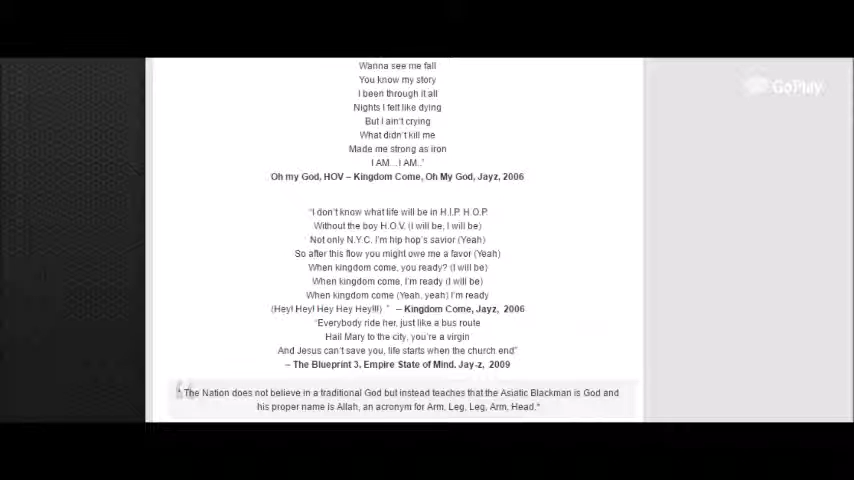 GoPlay
Wanna see me fall
You know my story
I been through it all
Nights I felt like dying
But I ain't crying
What didn't kill me
Made me strong as iron
I AM…I AM.."
Oh my God, HOV – Kingdom Come, Oh My God, Jayz, 2006
"I don't know what life will be in H.I.P. H.O.P.
Without the boy H.O.V. (I will be, I will be)
Not only N.Y.C. I'm hip hop's savior (Yeah)
So after this flow you might owe me a favor (Yeah)
When kingdom come, you ready? (I will be)
When kingdom come, I'm ready (I will be)
When kingdom come (Yeah, yeah) I'm ready
(Hey! Hey! Hey Hey Hey!!!) " – Kingdom Come, Jayz, 2006
"Everybody ride her, just like a bus route
Hail Mary to the city, you're a virgin
And Jesus can't save you, life starts when the church end"
– The Blueprint 3, Empire State of Mind. Jay-z, 2009
" The Nation does not believe in a traditional God but instead teaches that the Asiatic Blackman is God and
his proper name is Allah, an acronym for Arm, Leg, Leg, Arm, Head."